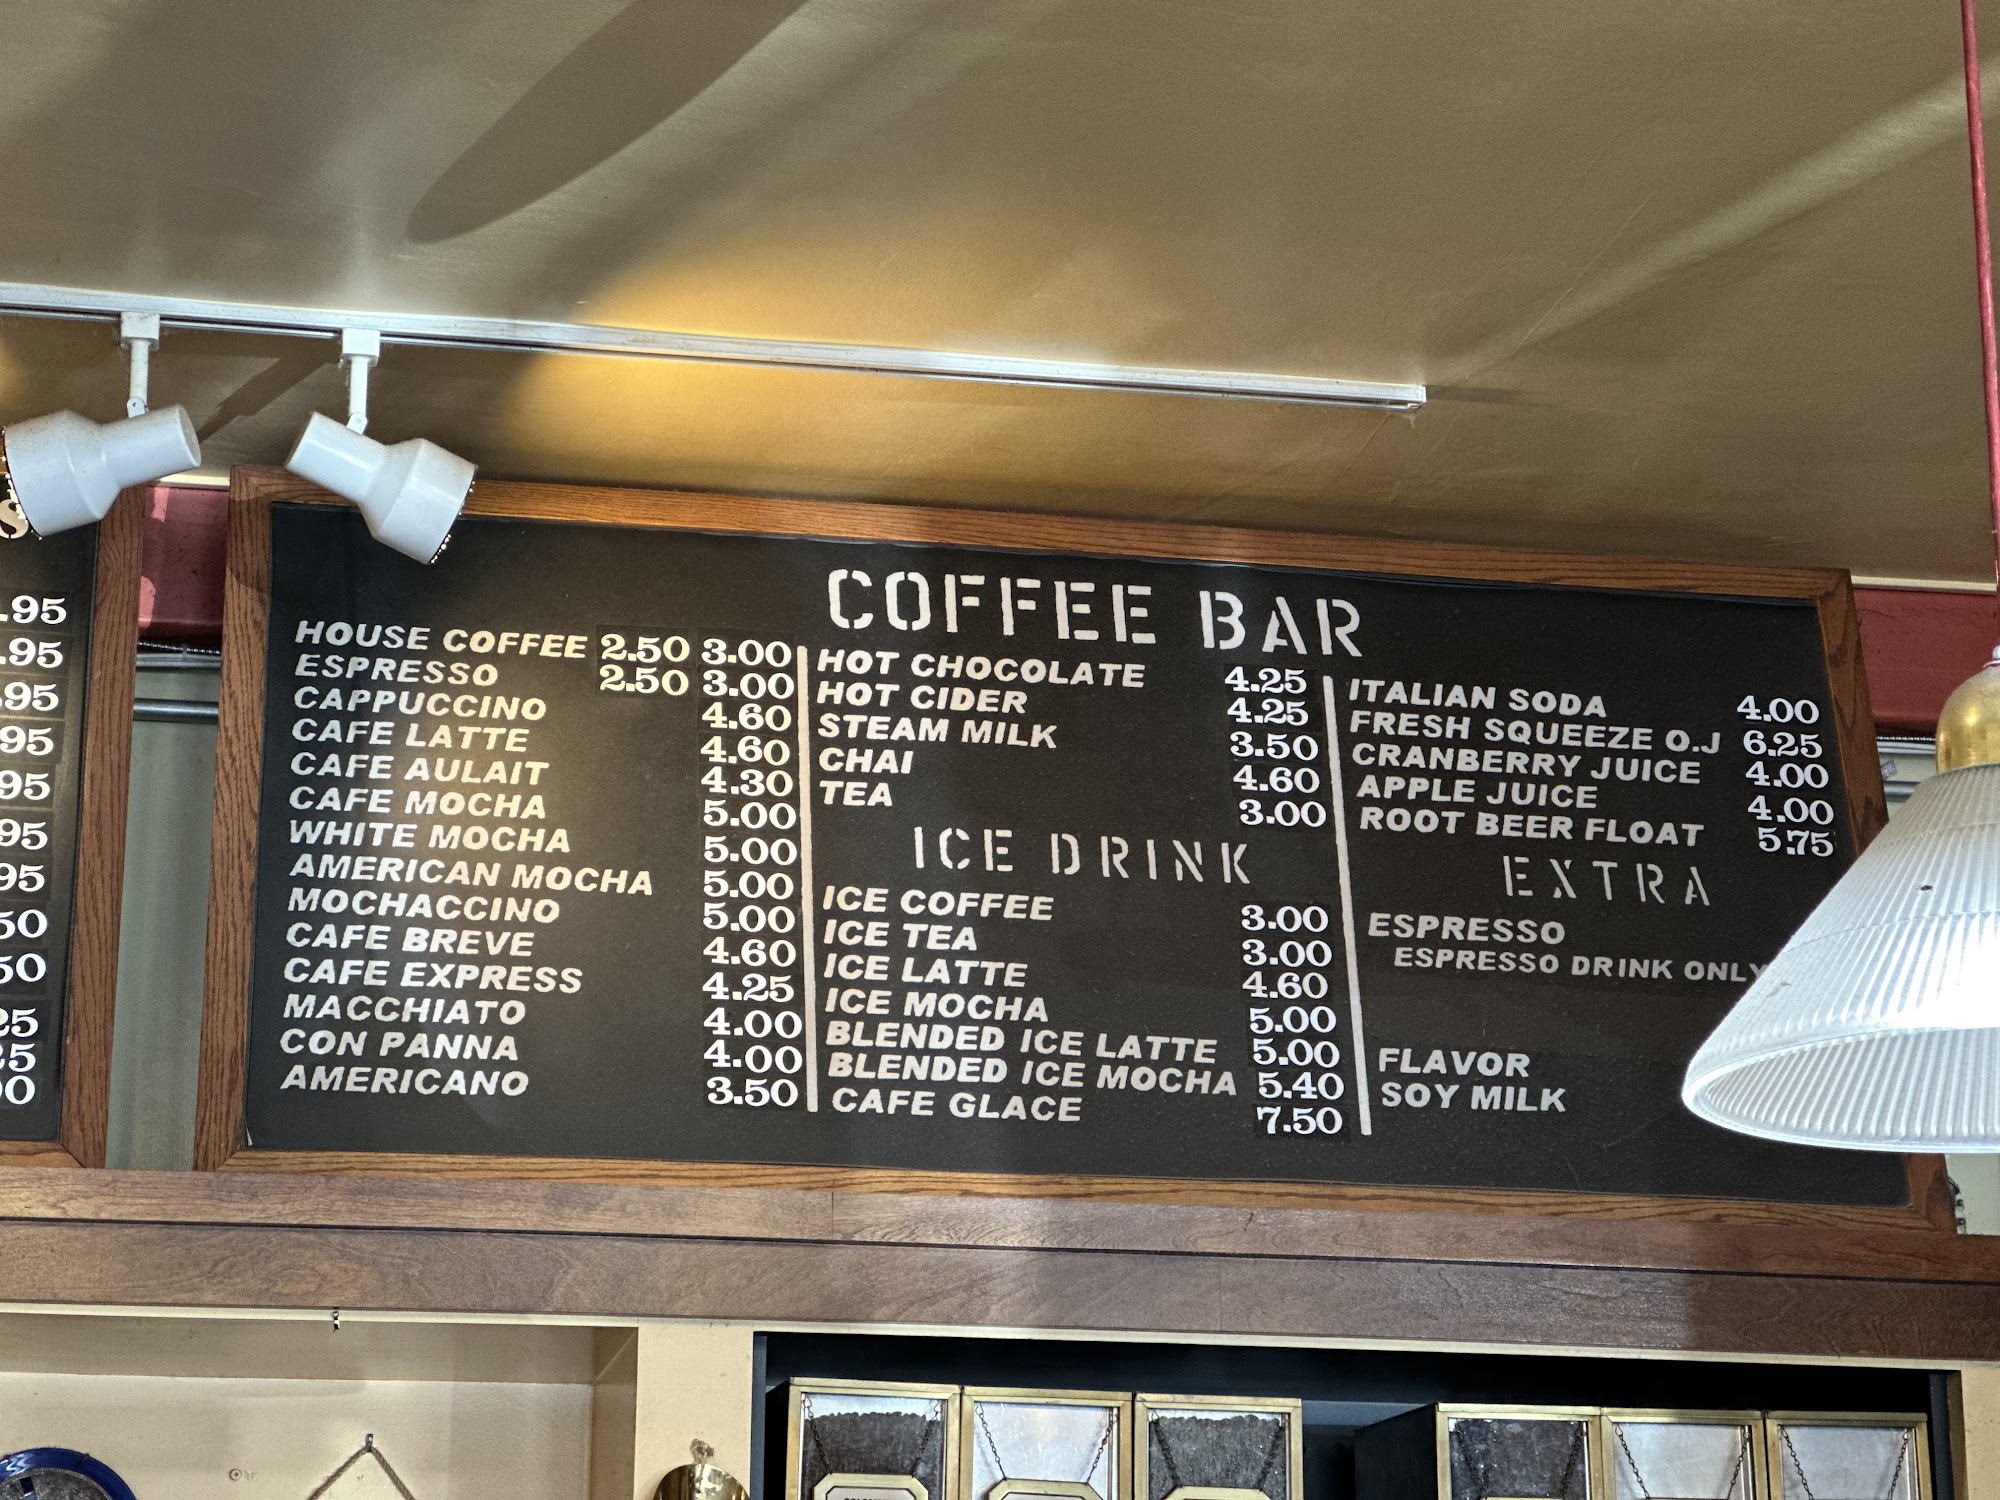 COFFEE BAR
HOUSE COFFEE 2.50 3.00
ESPRESSO 2.50 3.00
CAPPUCCINO 4.60
CAFE LATTE 4.60
CAFE AULAIT 4.30
CAFE MOCHA 5.00
WHITE MOCHA 5.00
AMERICAN MOCHA 5.00
MOCHACCINO 5.00
CAFE BREVE 4.60
CAFE EXPRESS 4.25
MACCHIATO 4.00
CON PANNA 4.00
AMERICANO 3.50
HOT CHOCOLATE 4.25
HOT CIDER 4.25
STEAM MILK 3.50
CHAI 4.60
TEA 3.00
ICE DRINK
ICE COFFEE 3.00
ICE TEA 3.00
ICE LATTE 4.60
ICE MOCHA 5.00
BLENDED ICE LATTE 5.00
BLENDED ICE MOCHA 5.40
CAFE GLACE 7.50
ITALIAN SODA 4.00
FRESH SQUEEZE O.J 6.25
CRANBERRY JUICE 4.00
APPLE JUICE 4.00
ROOT BEER FLOAT 5.75
EXTRA
ESPRESSO
ESPRESSO DRINK ONLY
FLAVOR
SOY MILK